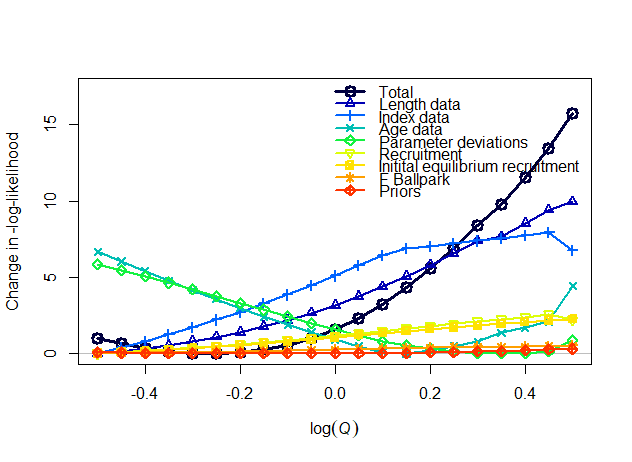 Total
Length data
Index data
Age data
Parameter deviations
Recruitment
Initital equilibrium recruitment
F Ballpark
Priors
Change in -log-likelihood
15
10
5
0
-0.4 -0.2 0.0 0.2 0.4
log(Q)